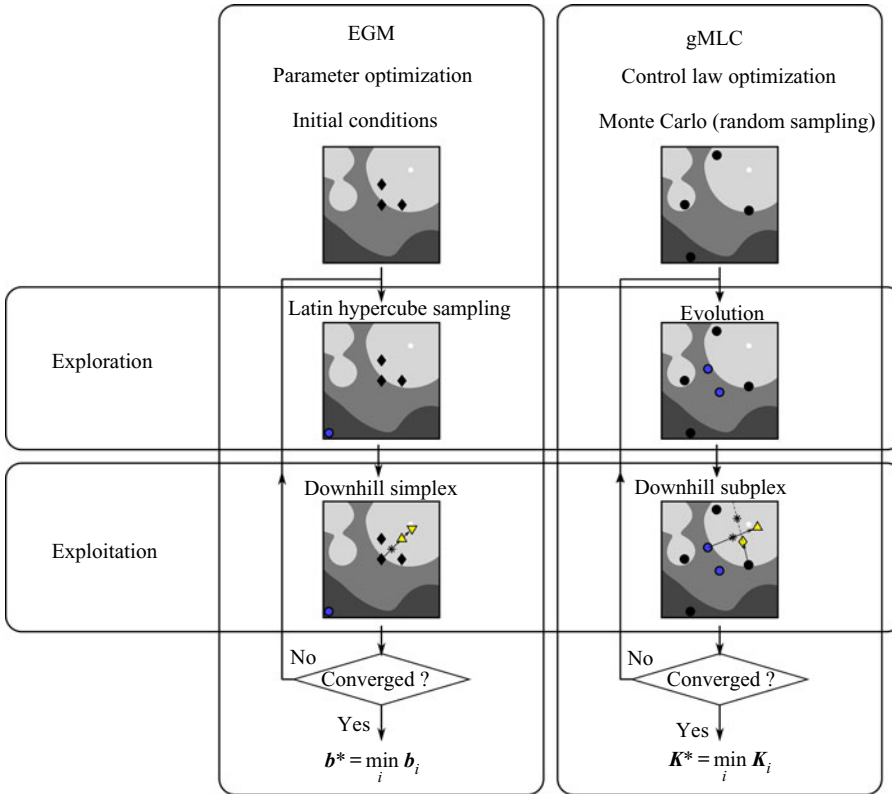 EGM
Parameter optimization
Initial conditions
gMLC
Control law optimization
Monte Carlo (random sampling)
Exploration
Latin hypercube sampling
Evolution
Exploitation
Downhill simplex
Downhill subplex
No
Converged ?
Yes
b* = min b_i
i
No
Converged ?
Yes
K* = min K_i
i